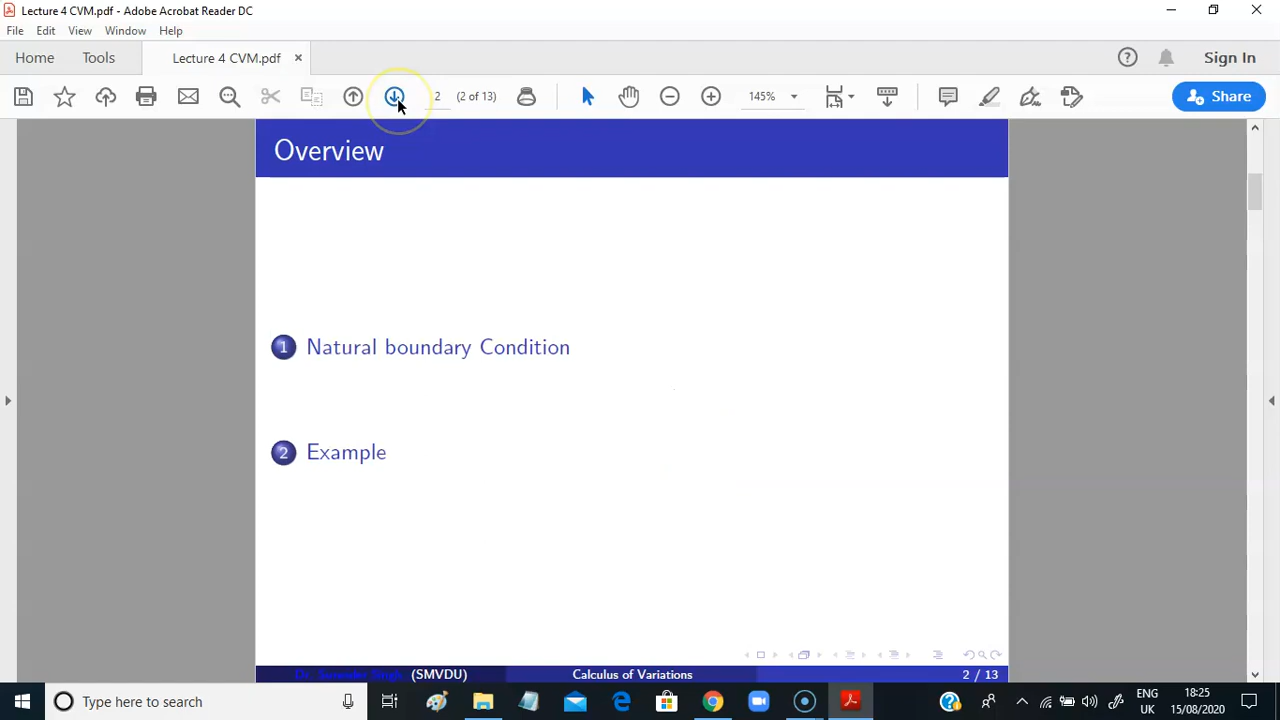 Lecture 4 CVM.pdf - Adobe Acrobat Reader DC
File Edit View Window Help
Home Tools Lecture 4 CVM.pdf × Sign In
2 (2 of 13) 145% Share
Overview
1 Natural boundary Condition
2 Example
(SMVDU) Calculus of Variations 2 / 13
Type here to search
ENG 18:25
UK 15/08/2020